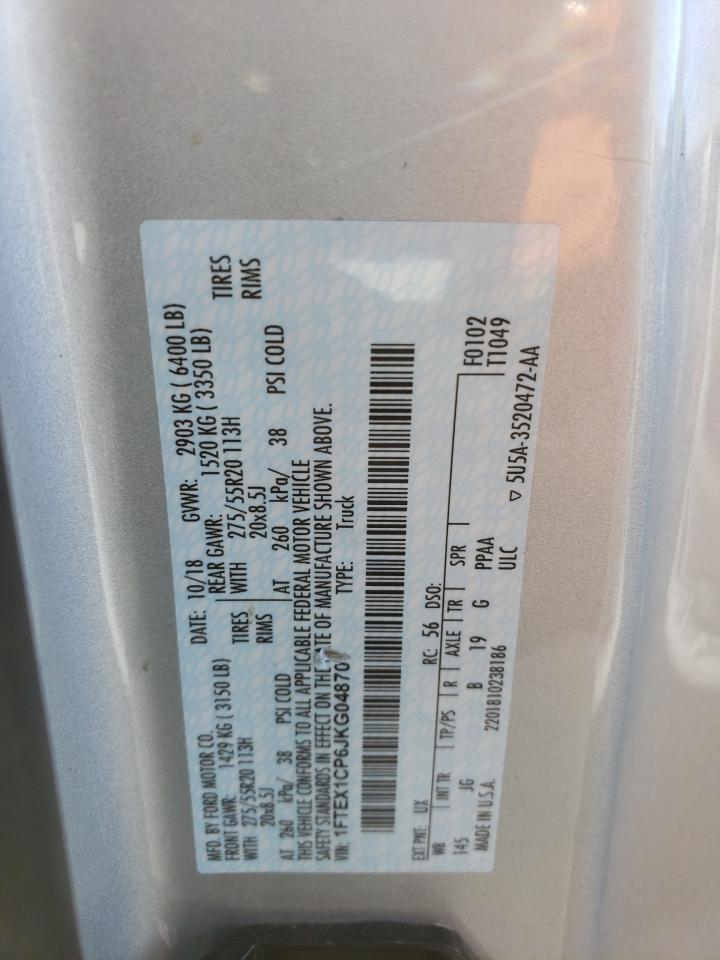 MFD. BY FORD MOTOR CO.
DATE: 10/18 GVWR: 2903 KG ( 6400 LB)
FRONT GAWR: 1429 KG ( 3150 LB) REAR GAWR: 1520 KG ( 3350 LB)
WITH 275/55R20 113H TIRES WITH 275/55R20 113H TIRES
20x8.5J RIMS 20x8.5J RIMS
AT 260 kPa/ 38 PSI COLD AT 260 kPa/ 38 PSI COLD
THIS VEHICLE CONFORMS TO ALL APPLICABLE FEDERAL MOTOR VEHICLE
SAFETY STANDARDS IN EFFECT ON THE OF MANUFACTURE SHOWN ABOVE.
VIN: 1FTEX1CP6JKG04870 TYPE: Truck
EXT PNT: UX RC: 56 DSO: F0102
T1049
WB INT TR TP/PS R AXLE TR SPR
145 JG B 19 G PPAA
ULC
MADE IN U.S.A. 2201810238186 ▽ 5U5A-3520472-AA